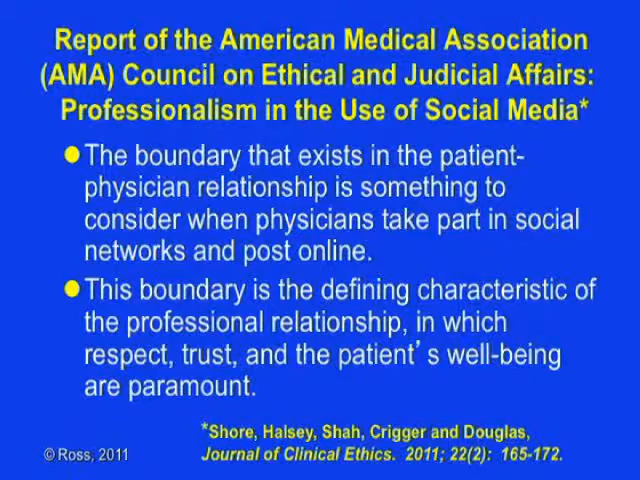 Report of the American Medical Association
(AMA) Council on Ethical and Judicial Affairs:
Professionalism in the Use of Social Media*
● The boundary that exists in the patient-
physician relationship is something to
consider when physicians take part in social
networks and post online.
● This boundary is the defining characteristic of
the professional relationship, in which
respect, trust, and the patient’s well-being
are paramount.
*Shore, Halsey, Shah, Crigger and Douglas,
Journal of Clinical Ethics. 2011; 22(2): 165-172.
© Ross, 2011